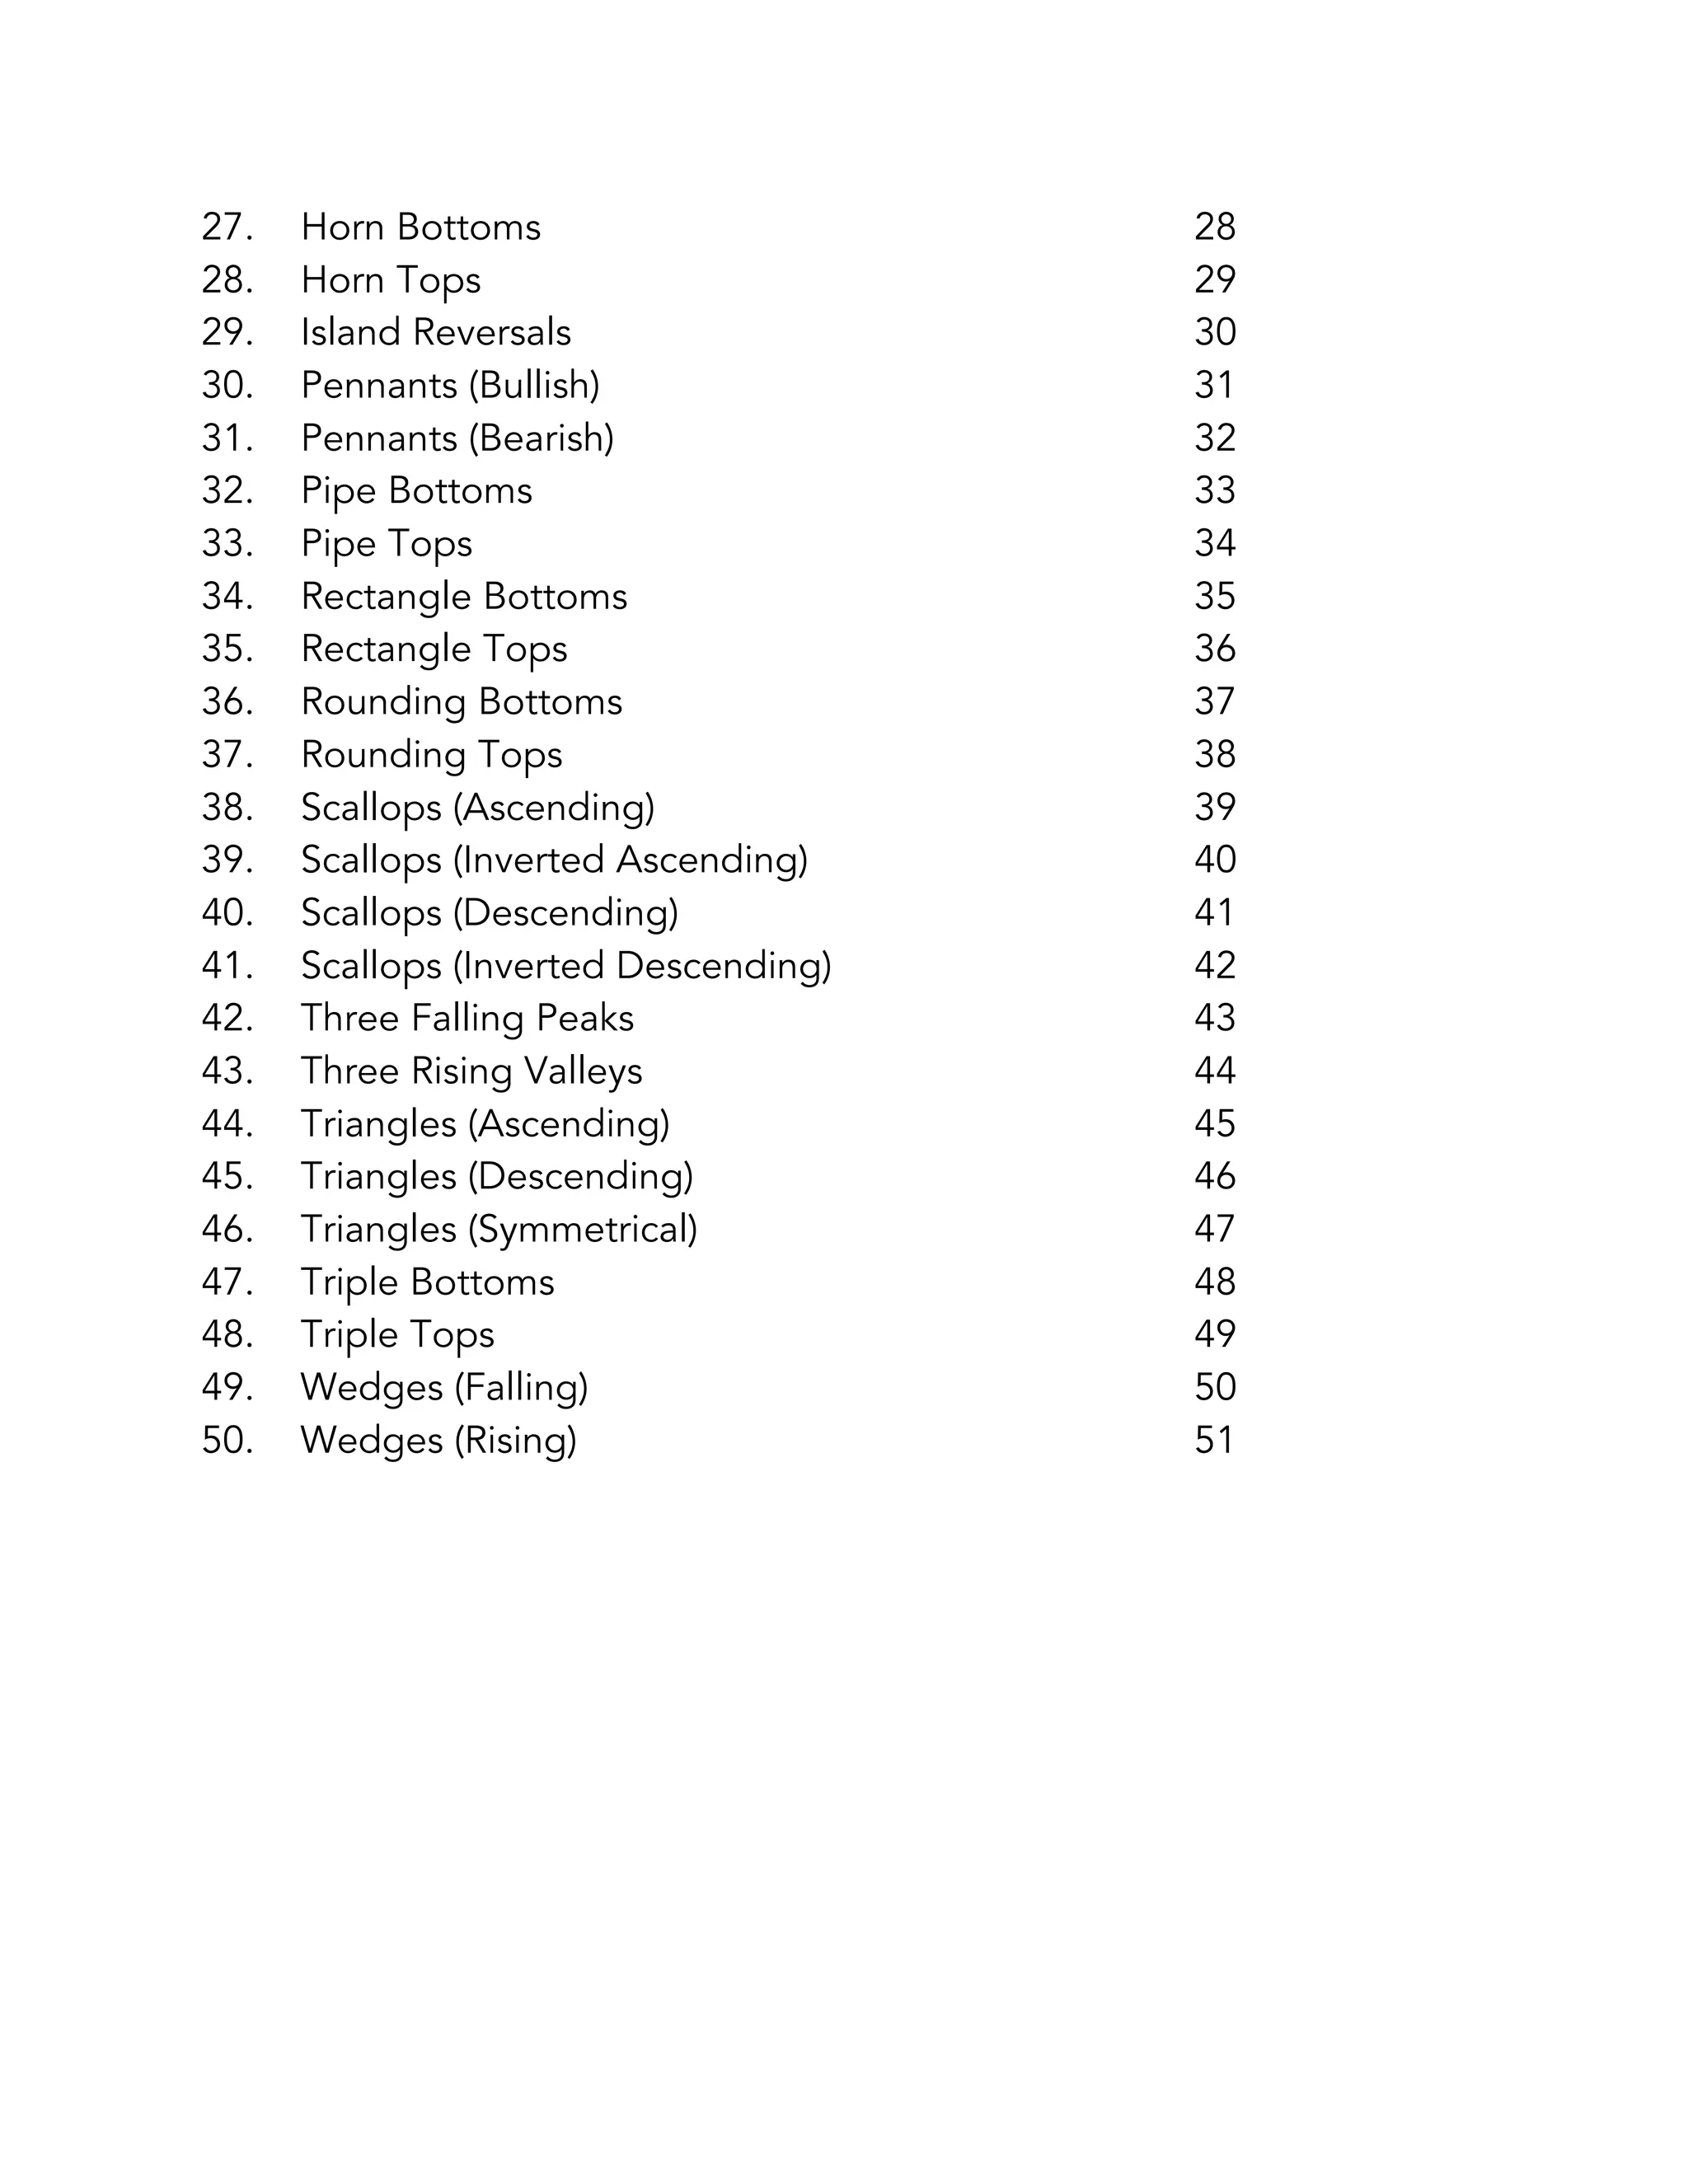 27. Horn Bottoms 28
28. Horn Tops 29
29. Island Reversals 30
30. Pennants (Bullish) 31
31. Pennants (Bearish) 32
32. Pipe Bottoms 33
33. Pipe Tops 34
34. Rectangle Bottoms 35
35. Rectangle Tops 36
36. Rounding Bottoms 37
37. Rounding Tops 38
38. Scallops (Ascending) 39
39. Scallops (Inverted Ascending) 40
40. Scallops (Descending) 41
41. Scallops (Inverted Descending) 42
42. Three Falling Peaks 43
43. Three Rising Valleys 44
44. Triangles (Ascending) 45
45. Triangles (Descending) 46
46. Triangles (Symmetrical) 47
47. Triple Bottoms 48
48. Triple Tops 49
49. Wedges (Falling) 50
50. Wedges (Rising) 51